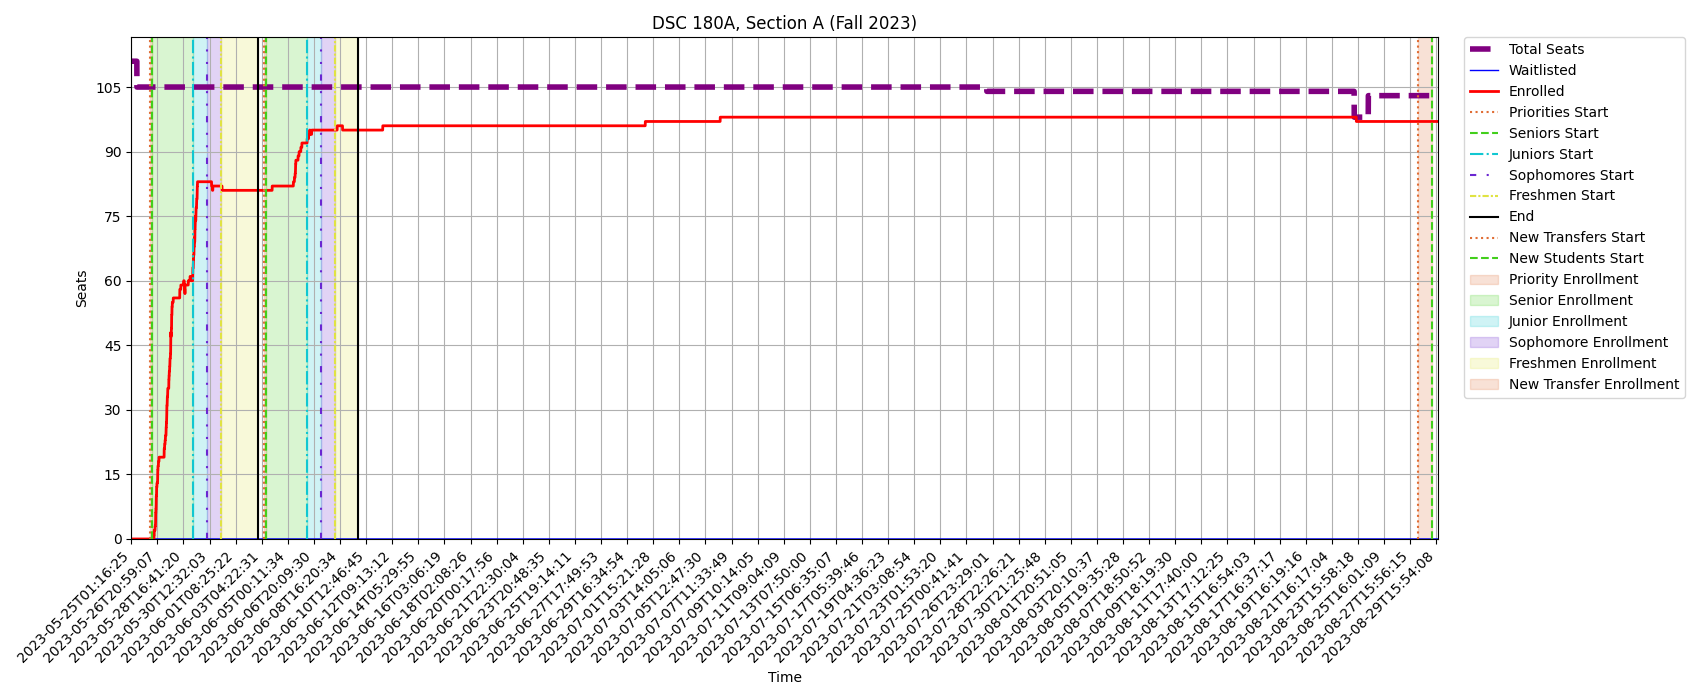 DSC 180A, Section A (Fall 2023)
Seats
105
90
75
60
45
30
15
0
2023-05-25T01:16:25
2023-05-26T20:59:07
2023-05-28T16:41:20
2023-05-30T12:32:03
2023-06-01T08:25:22
2023-06-03T04:22:31
2023-06-05T00:11:34
2023-06-06T20:09:30
2023-06-08T16:20:34
2023-06-10T12:46:45
2023-06-12T09:13:12
2023-06-14T05:29:55
2023-06-16T03:06:19
2023-06-18T02:08:26
2023-06-20T00:17:56
2023-06-21T22:30:04
2023-06-23T20:48:35
2023-06-25T19:14:11
2023-06-27T17:49:53
2023-06-29T16:34:54
2023-07-01T15:21:28
2023-07-03T14:05:06
2023-07-05T12:47:30
2023-07-07T11:33:49
2023-07-09T10:14:05
2023-07-11T09:04:09
2023-07-13T07:50:00
2023-07-15T06:35:07
2023-07-17T05:39:46
2023-07-19T04:36:23
2023-07-21T03:08:54
2023-07-23T01:53:20
2023-07-25T00:41:41
2023-07-26T23:29:01
2023-07-28T22:26:21
2023-07-30T21:25:48
2023-08-01T20:51:05
2023-08-03T20:10:37
2023-08-05T19:35:28
2023-08-07T18:50:52
2023-08-09T18:19:30
2023-08-11T17:40:00
2023-08-13T17:12:25
2023-08-15T16:54:03
2023-08-17T16:37:17
2023-08-19T16:19:16
2023-08-21T16:17:04
2023-08-23T15:58:18
2023-08-25T16:01:09
2023-08-27T15:56:15
2023-08-29T15:54:08
Time
Total Seats
Waitlisted
Enrolled
Priorities Start
Seniors Start
Juniors Start
Sophomores Start
Freshmen Start
End
New Transfers Start
New Students Start
Priority Enrollment
Senior Enrollment
Junior Enrollment
Sophomore Enrollment
Freshmen Enrollment
New Transfer Enrollment